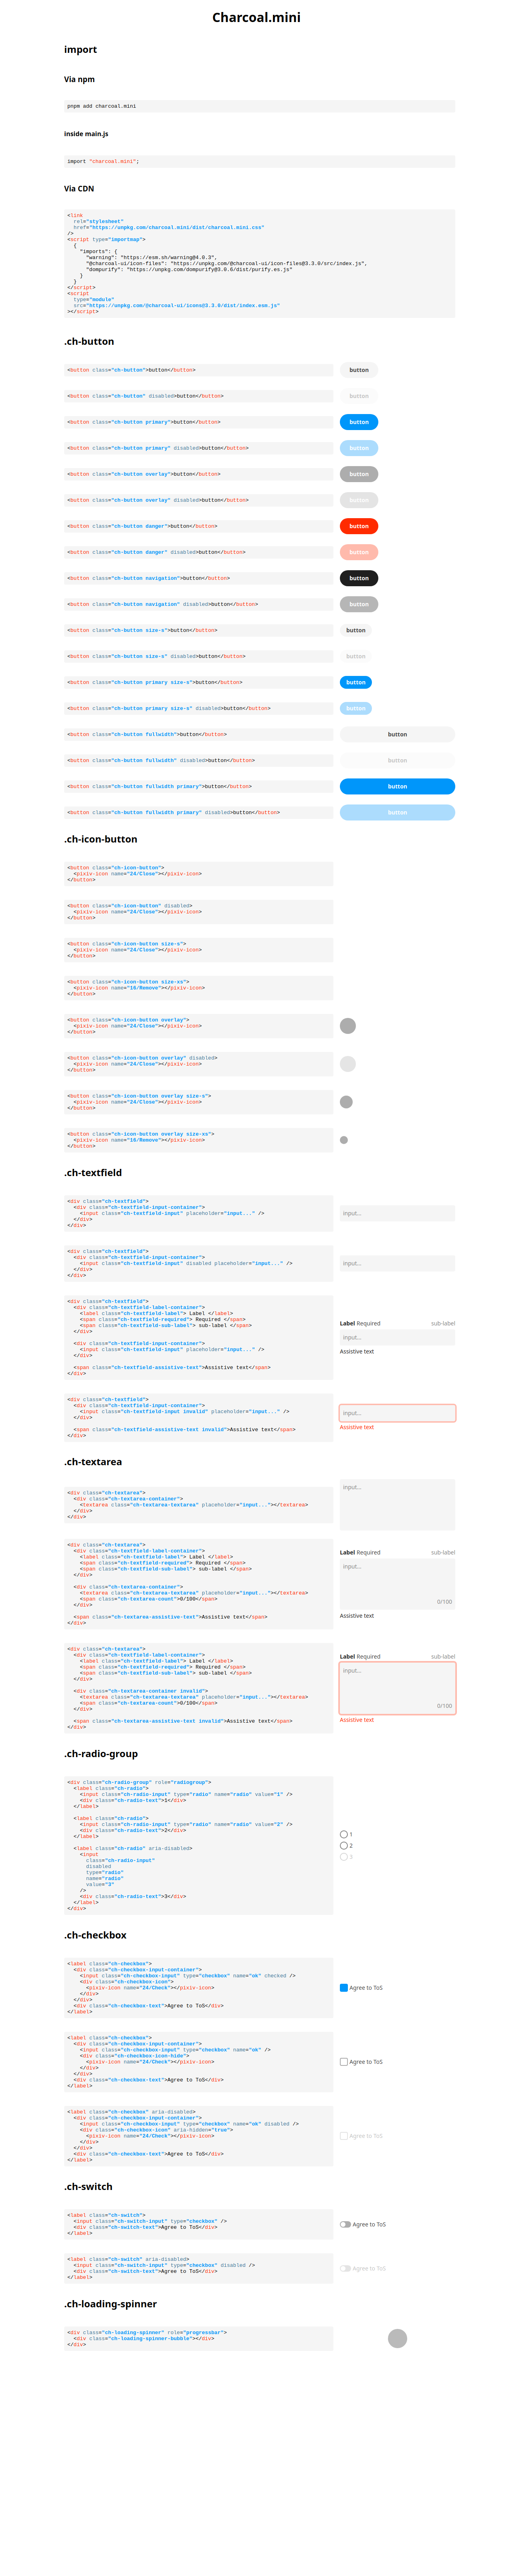 Charcoal.mini
import
Via npm
pnpm add charcoal.mini
inside main.js
import "charcoal.mini";
Via CDN
<link
rel="stylesheet"
href="https://unpkg.com/charcoal.mini/dist/charcoal.mini.css"
/>
<script type="importmap">
{
"imports": {
"warning": "https://esm.sh/warning@4.0.3",
"@charcoal-ui/icon-files": "https://unpkg.com/@charcoal-ui/icon-files@3.3.0/src/index.js",
"dompurify": "https://unpkg.com/dompurify@3.0.6/dist/purify.es.js"
}
}
</script>
<script
type="module"
src="https://unpkg.com/@charcoal-ui/icons@3.3.0/dist/index.esm.js"
></script>
.ch-button
<button class="ch-button">button</button> button
<button class="ch-button" disabled>button</button> button
<button class="ch-button primary">button</button> button
<button class="ch-button primary" disabled>button</button> button
<button class="ch-button overlay">button</button> button
<button class="ch-button overlay" disabled>button</button> button
<button class="ch-button danger">button</button> button
<button class="ch-button danger" disabled>button</button> button
<button class="ch-button navigation">button</button> button
<button class="ch-button navigation" disabled>button</button> button
<button class="ch-button size-s">button</button> button
<button class="ch-button size-s" disabled>button</button> button
<button class="ch-button primary size-s">button</button> button
<button class="ch-button primary size-s" disabled>button</button> button
<button class="ch-button fullwidth">button</button> button
<button class="ch-button fullwidth" disabled>button</button> button
<button class="ch-button fullwidth primary">button</button> button
<button class="ch-button fullwidth primary" disabled>button</button> button
.ch-icon-button
<button class="ch-icon-button">
<pixiv-icon name="24/Close"></pixiv-icon>
</button>
<button class="ch-icon-button" disabled>
<pixiv-icon name="24/Close"></pixiv-icon>
</button>
<button class="ch-icon-button size-s">
<pixiv-icon name="24/Close"></pixiv-icon>
</button>
<button class="ch-icon-button size-xs">
<pixiv-icon name="16/Remove"></pixiv-icon>
</button>
<button class="ch-icon-button overlay">
<pixiv-icon name="24/Close"></pixiv-icon>
</button>
<button class="ch-icon-button overlay" disabled>
<pixiv-icon name="24/Close"></pixiv-icon>
</button>
<button class="ch-icon-button overlay size-s">
<pixiv-icon name="24/Close"></pixiv-icon>
</button>
<button class="ch-icon-button overlay size-xs">
<pixiv-icon name="16/Remove"></pixiv-icon>
</button>
.ch-textfield
<div class="ch-textfield">
<div class="ch-textfield-input-container">
<input class="ch-textfield-input" placeholder="input..." />
</div>
</div>
input...
<div class="ch-textfield">
<div class="ch-textfield-input-container">
<input class="ch-textfield-input" disabled placeholder="input..." />
</div>
</div>
input...
<div class="ch-textfield">
<div class="ch-textfield-label-container">
<label class="ch-textfield-label"> Label </label>
<span class="ch-textfield-required"> Required </span>
<span class="ch-textfield-sub-label"> sub-label </span>
</div>
<div class="ch-textfield-input-container">
<input class="ch-textfield-input" placeholder="input..." />
</div>
<span class="ch-textfield-assistive-text">Assistive text</span>
</div>
Label Required sub-label
input...
Assistive text
<div class="ch-textfield">
<div class="ch-textfield-input-container">
<input class="ch-textfield-input invalid" placeholder="input..." />
</div>
<span class="ch-textfield-assistive-text invalid">Assistive text</span>
</div>
input...
Assistive text
.ch-textarea
<div class="ch-textarea">
<div class="ch-textarea-container">
<textarea class="ch-textarea-textarea" placeholder="input..."></textarea>
</div>
</div>
input...
<div class="ch-textarea">
<div class="ch-textfield-label-container">
<label class="ch-textfield-label"> Label </label>
<span class="ch-textfield-required"> Required </span>
<span class="ch-textfield-sub-label"> sub-label </span>
</div>
<div class="ch-textarea-container">
<textarea class="ch-textarea-textarea" placeholder="input..."></textarea>
<span class="ch-textarea-count">0/100</span>
</div>
<span class="ch-textarea-assistive-text">Assistive text</span>
</div>
Label Required sub-label
input...
0/100
Assistive text
<div class="ch-textarea">
<div class="ch-textfield-label-container">
<label class="ch-textfield-label"> Label </label>
<span class="ch-textfield-required"> Required </span>
<span class="ch-textfield-sub-label"> sub-label </span>
</div>
<div class="ch-textarea-container invalid">
<textarea class="ch-textarea-textarea" placeholder="input..."></textarea>
<span class="ch-textarea-count">0/100</span>
</div>
<span class="ch-textarea-assistive-text invalid">Assistive text</span>
</div>
Label Required sub-label
input...
0/100
Assistive text
.ch-radio-group
<div class="ch-radio-group" role="radiogroup">
<label class="ch-radio">
<input class="ch-radio-input" type="radio" name="radio" value="1" />
<div class="ch-radio-text">1</div>
</label>
<label class="ch-radio">
<input class="ch-radio-input" type="radio" name="radio" value="2" />
<div class="ch-radio-text">2</div>
</label>
<label class="ch-radio" aria-disabled>
<input
class="ch-radio-input"
disabled
type="radio"
name="radio"
value="3"
/>
<div class="ch-radio-text">3</div>
</label>
</div>
1
2
3
.ch-checkbox
<label class="ch-checkbox">
<div class="ch-checkbox-input-container">
<input class="ch-checkbox-input" type="checkbox" name="ok" checked />
<div class="ch-checkbox-icon">
<pixiv-icon name="24/Check"></pixiv-icon>
</div>
</div>
<div class="ch-checkbox-text">Agree to ToS</div>
</label>
Agree to ToS
<label class="ch-checkbox">
<div class="ch-checkbox-input-container">
<input class="ch-checkbox-input" type="checkbox" name="ok" />
<div class="ch-checkbox-icon-hide">
<pixiv-icon name="24/Check"></pixiv-icon>
</div>
</div>
<div class="ch-checkbox-text">Agree to ToS</div>
</label>
Agree to ToS
<label class="ch-checkbox" aria-disabled>
<div class="ch-checkbox-input-container">
<input class="ch-checkbox-input" type="checkbox" name="ok" disabled />
<div class="ch-checkbox-icon" aria-hidden="true">
<pixiv-icon name="24/Check"></pixiv-icon>
</div>
</div>
<div class="ch-checkbox-text">Agree to ToS</div>
</label>
Agree to ToS
.ch-switch
<label class="ch-switch">
<input class="ch-switch-input" type="checkbox" />
<div class="ch-switch-text">Agree to ToS</div>
</label>
Agree to ToS
<label class="ch-switch" aria-disabled>
<input class="ch-switch-input" type="checkbox" disabled />
<div class="ch-switch-text">Agree to ToS</div>
</label>
Agree to ToS
.ch-loading-spinner
<div class="ch-loading-spinner" role="progressbar">
<div class="ch-loading-spinner-bubble"></div>
</div>